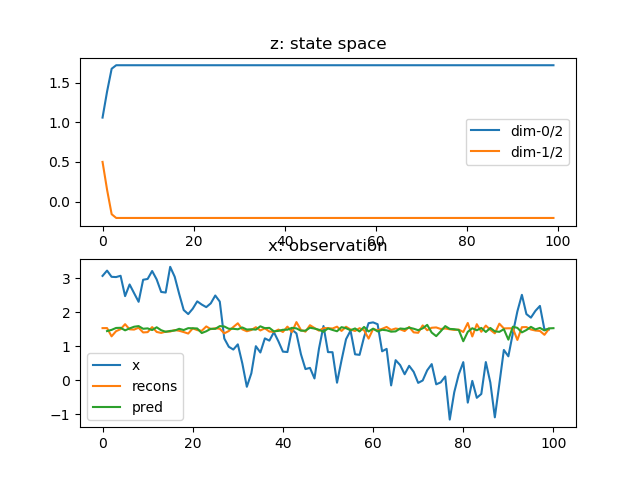 z: state space
1.5
1.0
0.5
0.0
dim-0/2
dim-1/2
0 20 40 60 80 100
x: observation
3
2
1
0
−1
x
recons
pred
0 20 40 60 80 100